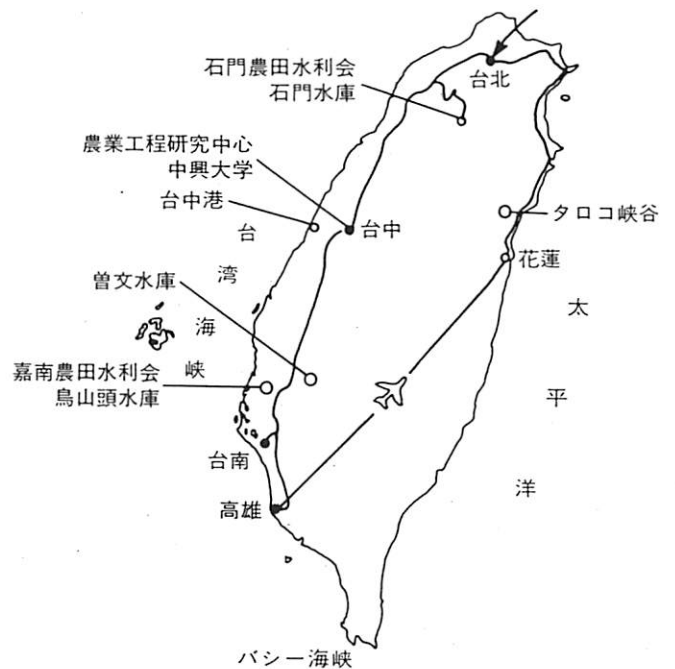 石門農田水利会
石門水庫
台北
農業工程研究中心
中興大学
台中港
台中
タロコ峡谷
花蓮
台湾海峡
曽文水庫
太平洋
嘉南農田水利会
鳥山頭水庫
台南
高雄
バシー海峡